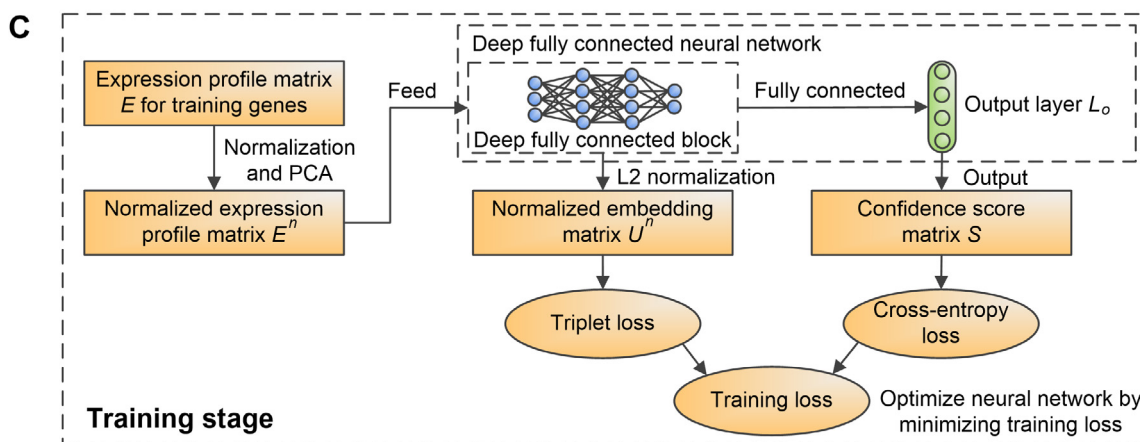 C
Deep fully connected neural network
Expression profile matrix
E for training genes
Feed
Fully connected
Output layer Lo
Deep fully connected block
Normalization
and PCA
L2 normalization
Output
Normalized expression
profile matrix Eⁿ
Normalized embedding
matrix Uⁿ
Confidence score
matrix S
Triplet loss
Cross-entropy
loss
Training loss
Optimize neural network by
minimizing training loss
Training stage